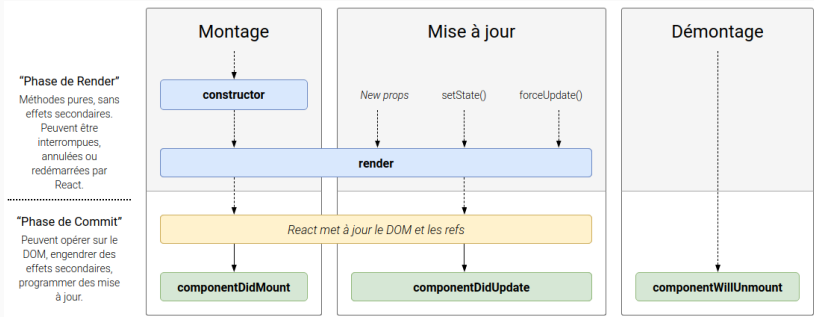 Montage
Mise à jour
Démontage
“Phase de Render”
Méthodes pures, sans
effets secondaires.
Peuvent être
interrompues,
annulées ou
redémarrées par
React.
constructor
New props
setState()
forceUpdate()
render
“Phase de Commit”
Peuvent opérer sur le
DOM, engendrer des
effets secondaires,
programmer des mise
à jour.
React met à jour le DOM et les refs
componentDidMount
componentDidUpdate
componentWillUnmount